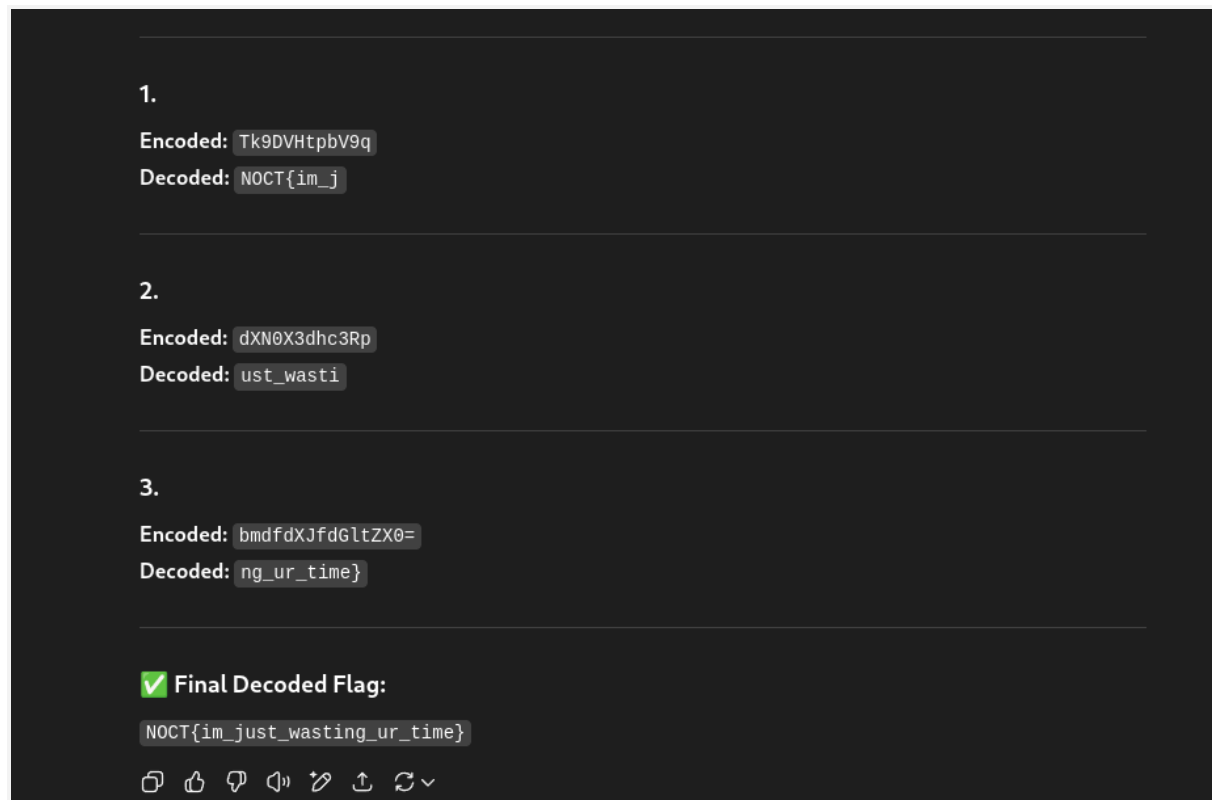 1.
Encoded: Tk9DVHtpbV9q
Decoded: NOCT{im_j
2.
Encoded: dXN0X3dhc3Rp
Decoded: ust_wasti
3.
Encoded: bmdfdXJfdGltZX0=
Decoded: ng_ur_time}
✅ Final Decoded Flag:
NOCT{im_just_wasting_ur_time}